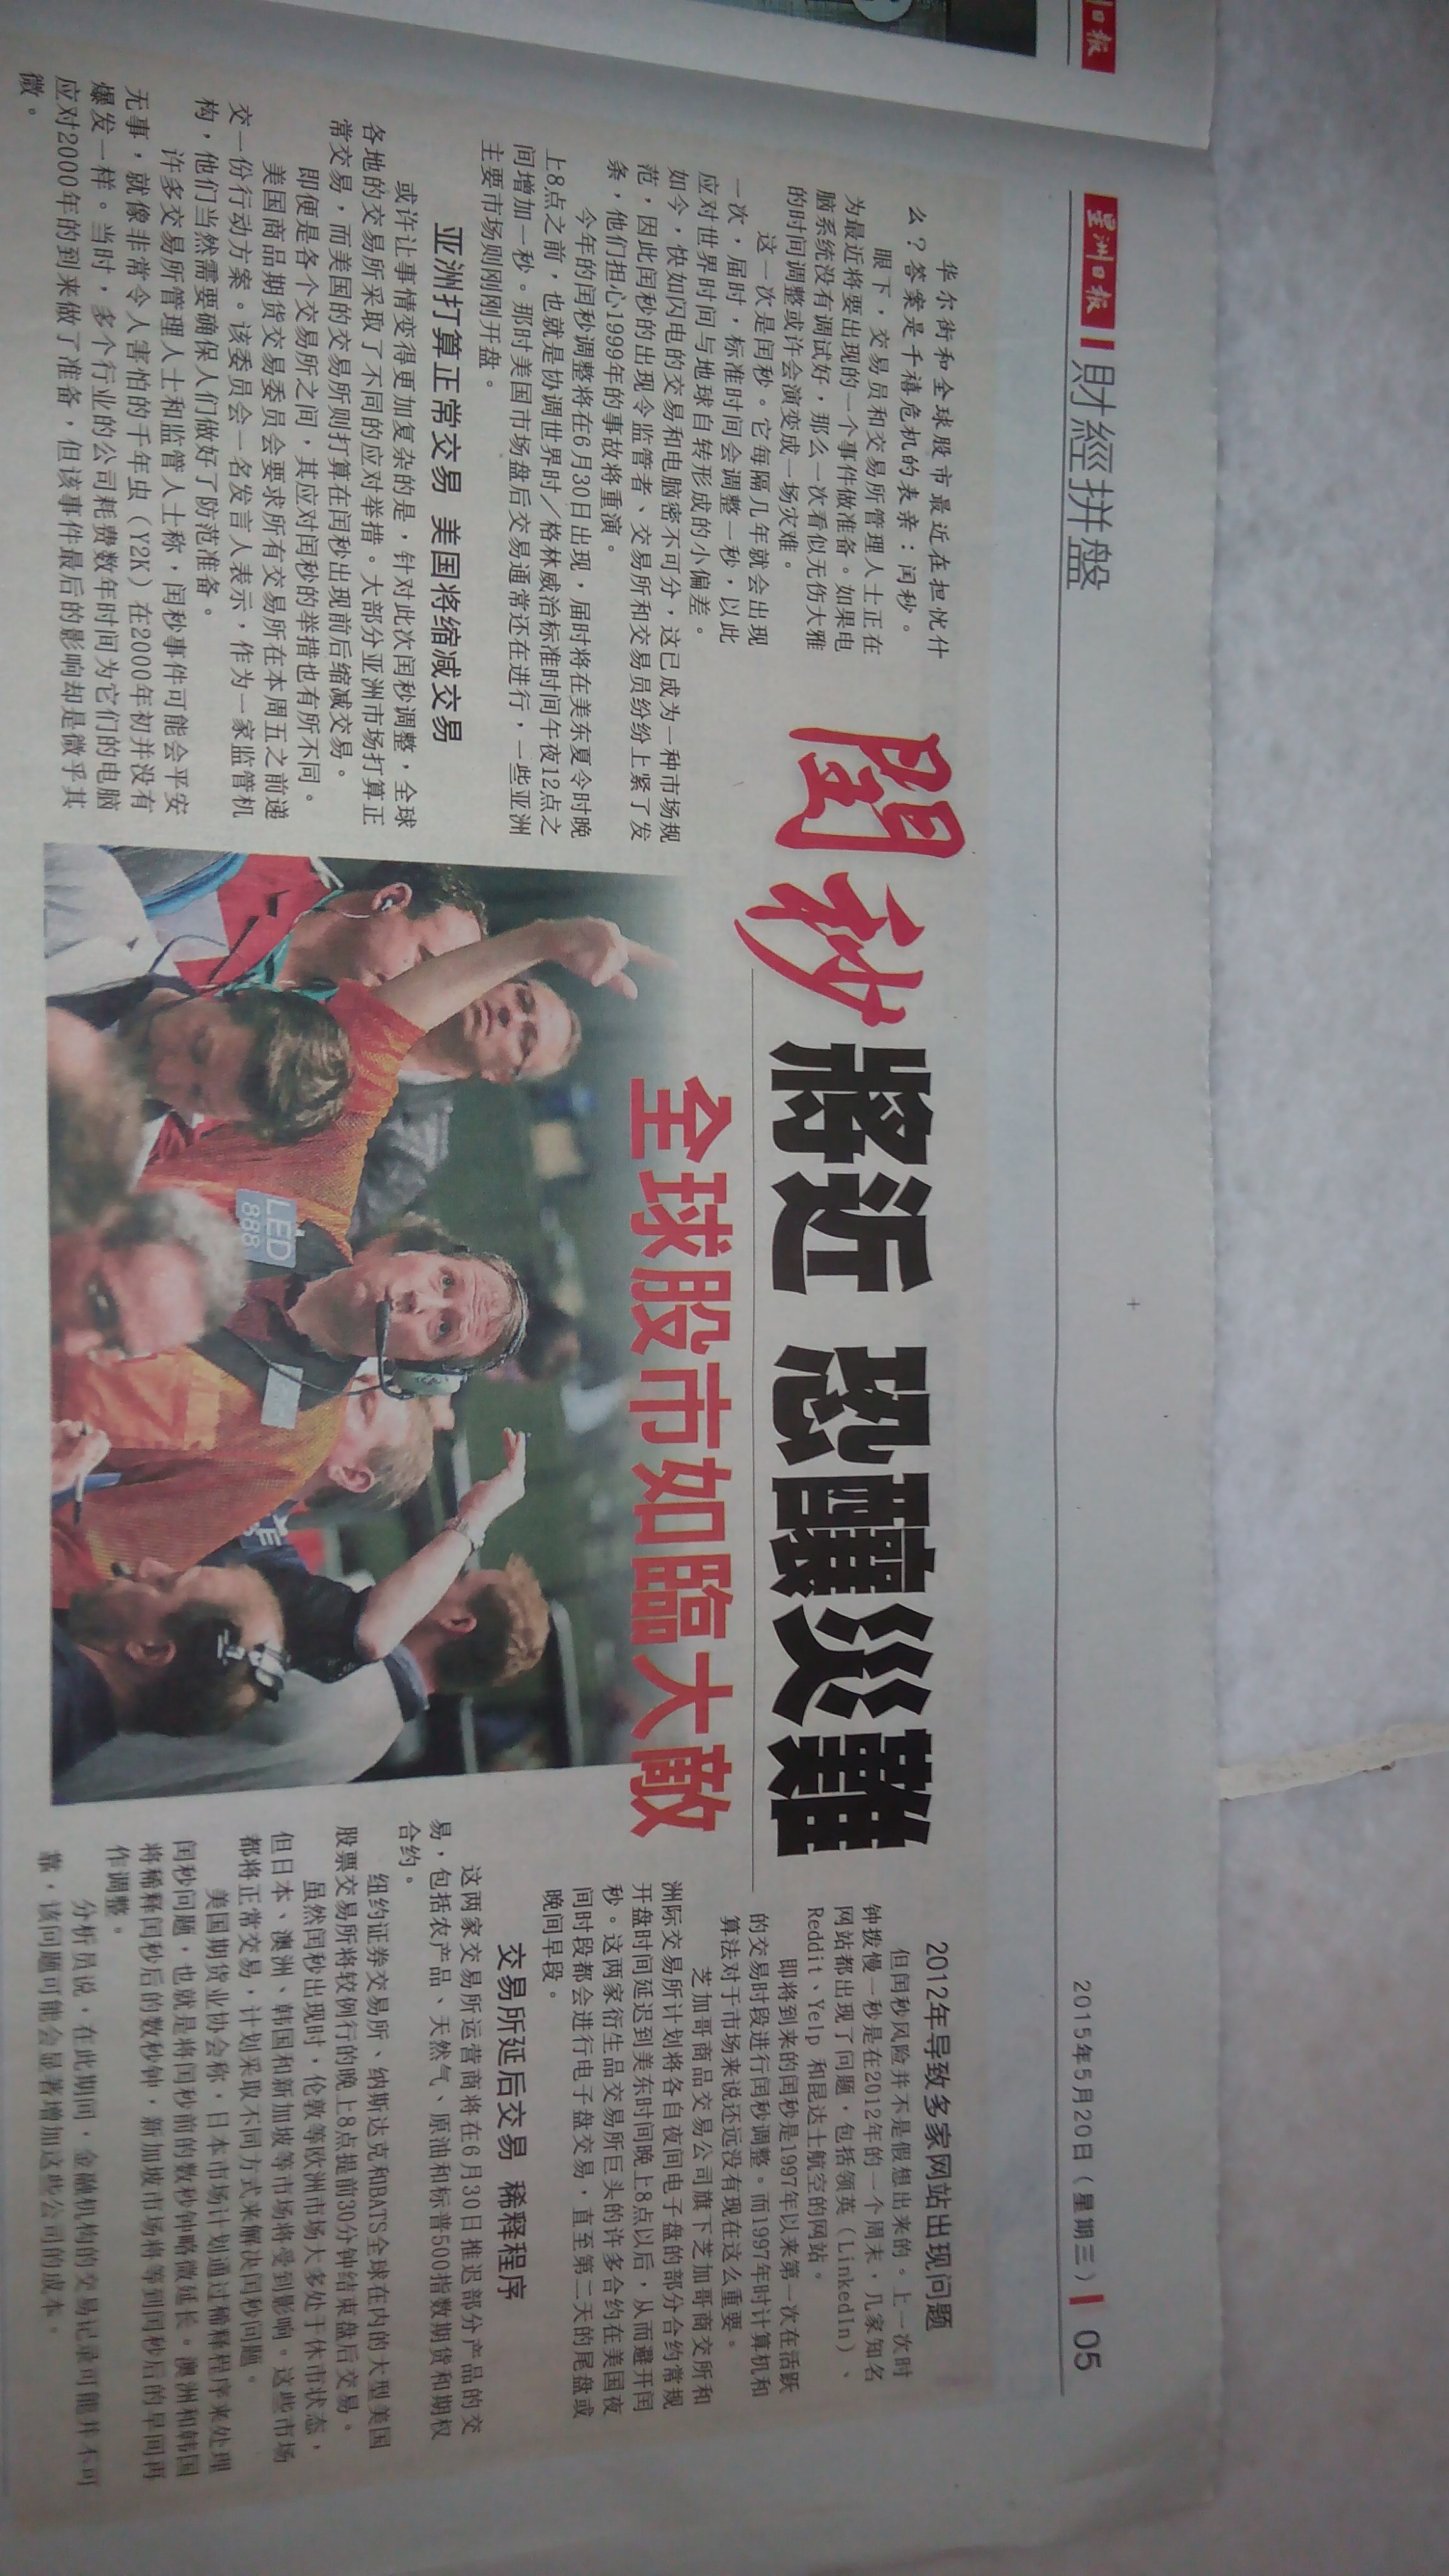 日报
星洲日报
財經拼盤
2015年5月20日（星期三）
05
閏秒將近 恐釀災難
全球股市如臨大敵
华尔街和全球股市最近在担忧什
么？答案是千禧危机的表亲：闰秒。
眼下，交易员和交易所管理人士正在
为最近将要出现的一个事件做准备。如果电
脑系统没有调试好，那么一次看似无伤大雅
的时间调整或许会演变成一场灾难。
这一次是闰秒。它每隔几年就会出现
一次，届时，标准时间会调整一秒，以此
应对世界时间与地球自转形成的小偏差。
如今，快如闪电的交易和电脑密不可分，这已成为一种市场规
范，因此闰秒的出现令监管者、交易所和交易员纷纷上紧了发
条，他们担心1999年的事故将重演。
今年的闰秒调整将在6月30日出现，届时将在美东夏令时晚
上8点之前，也就是协调世界时／格林威治标准时间午夜12点之
间增加一秒。那时美国市场盘后交易通常还在进行，一些亚洲
主要市场则刚刚开盘。
亚洲打算正常交易 美国将缩减交易
或许让事情变得更加复杂的是，针对此次闰秒调整，全球
各地的交易所采取了不同的应对举措。大部分亚洲市场打算正
常交易，而美国的交易所则打算在闰秒出现前后缩减交易。
即便是各个交易所之间，其应对闰秒的举措也有所不同。
美国商品期货交易委员会要求所有交易所在本周五之前递
交一份行动方案。该委员会一名发言人表示，作为一家监管机
构，他们当然需要确保人们做好了防范准备。
许多交易所管理人士和监管人士称，闰秒事件可能会平安
无事，就像非常令人害怕的千年虫（Y2K）在2000年初并没有
爆发一样。当时，多个行业的公司耗费数年时间为它们的电脑
应对2000年的到来做了准备，但该事件最后的影响却是微乎其
微。
LED
888
2012年导致多家网站出现问题
但闰秒风险并不是假想出来的。上一次时
钟拨慢一秒是在2012年的一个周末，几家知名
网站都出现了问题，包括领英（LinkedIn）、
Reddit、Yelp 和昆达士航空的网站。
即将到来的闰秒是1997年以来第一次在活跃
的交易时段进行闰秒调整。而1997年时计算机和
算法对于市场来说还远没有现在这么重要。
芝加哥商品交易公司旗下芝加哥商交所和
洲际交易所计划将各自夜间电子盘的部分合约常规
开盘时间延迟到美东时间晚上8点以后，从而避开闰
秒。这两家衍生品交易所巨头的许多合约在美国夜
间时段都会进行电子盘交易，直至第二天的尾盘或
晚间早段。
交易所延后交易 稀释程序
这两家交易所运营商将在6月30日推迟部分产品的交
易，包括农产品、天然气、原油和标普500指数期货和期权
合约。
纽约证券交易所、纳斯达克和BATS全球在内的大型美国
股票交易所将较例行的晚上8点提前30分钟结束盘后交易。
虽然闰秒出现时，伦敦等欧洲市场大多处于休市状态，
但日本、澳洲、韩国和新加坡等市场将受到影响。这些市场
都将正常交易，计划采取不同方式来解决闰秒问题。
美国期货业协会称，日本市场计划通过稀释程序来处理
闰秒问题，也就是将闰秒前的数秒钟略微延长。澳洲和韩国
将稀释闰秒后的数秒钟，新加坡市场将等到闰秒后的早间再
作调整。
分析员说，在此期间，金融机构的交易记录可能并不可
靠，该问题可能会显著增加这些公司的成本。